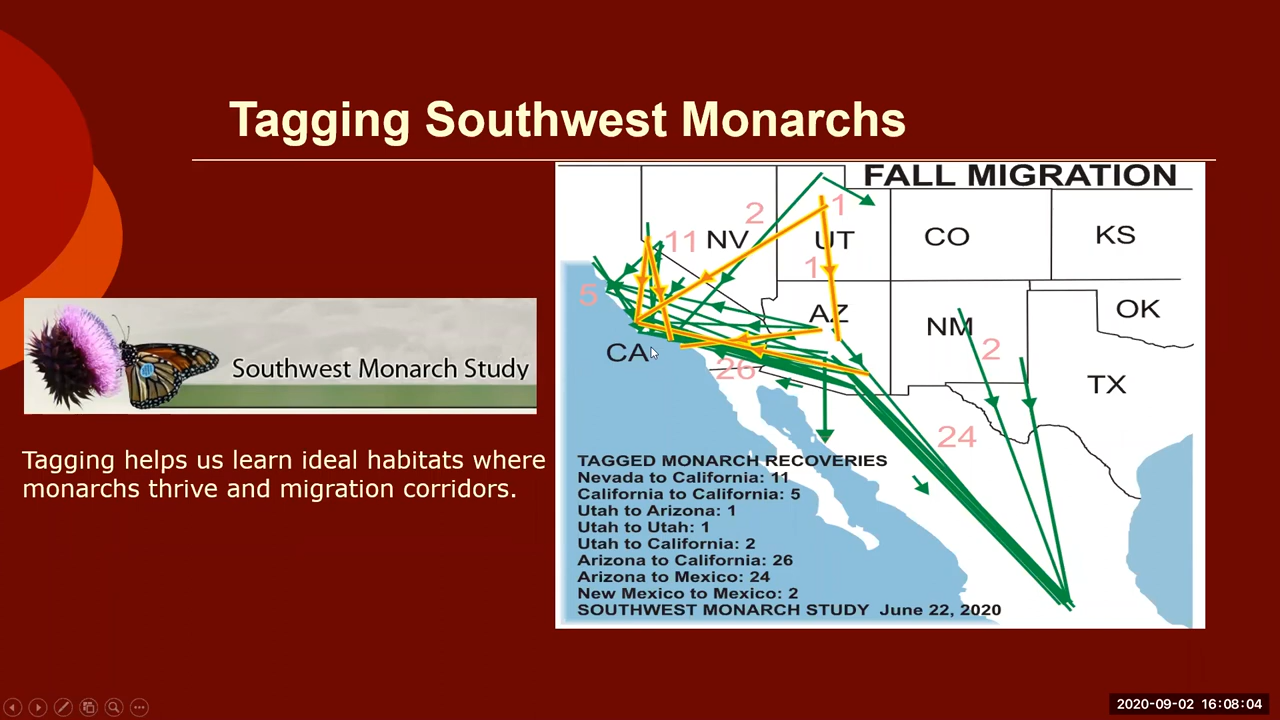 Tagging Southwest Monarchs
FALL MIGRATION
2
1
11
NV
UT
CO
KS
1
5
AZ
NM
OK
CA
2
26
TX
24
Southwest Monarch Study
Tagging helps us learn ideal habitats where
monarchs thrive and migration corridors.
TAGGED MONARCH RECOVERIES
Nevada to California: 11
California to California: 5
Utah to Arizona: 1
Utah to Utah: 1
Utah to California: 2
Arizona to California: 26
Arizona to Mexico: 24
New Mexico to Mexico: 2
SOUTHWEST MONARCH STUDY June 22, 2020
2020-09-02 16:08:04